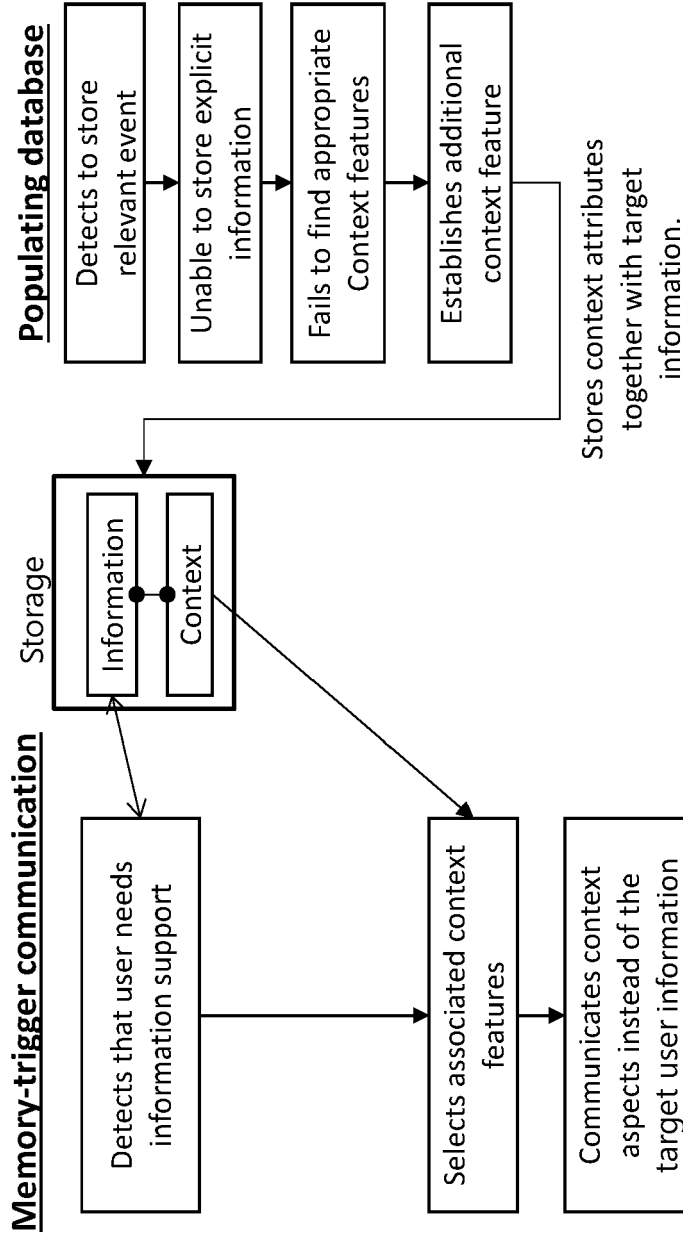 Memory-trigger communication
Detects that user needs
information support
Selects associated context
features
Communicates context
aspects instead of the
target user information
Storage
Information
Context
Populating database
Detects to store
relevant event
Unable to store explicit
information
Fails to find appropriate
Context features
Establishes additional
context feature
Stores context attributes
together with target
information.